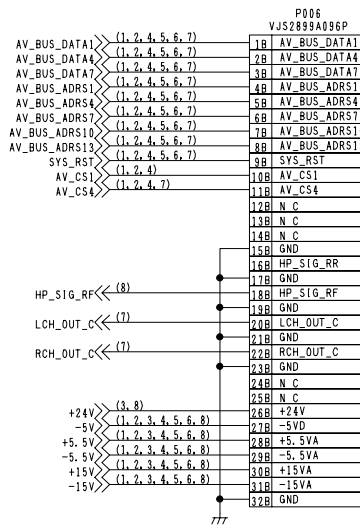 P006
VJS2899A096P
AV_BUS_DATA1 (1, 2, 4, 5, 6, 7) 1B AV_BUS_DATA1
AV_BUS_DATA4 (1, 2, 4, 5, 6, 7) 2B AV_BUS_DATA4
AV_BUS_DATA7 (1, 2, 4, 5, 6, 7) 3B AV_BUS_DATA7
AV_BUS_ADRS1 (1, 2, 4, 5, 6, 7) 4B AV_BUS_ADRS1
AV_BUS_ADRS4 (1, 2, 4, 5, 6, 7) 5B AV_BUS_ADRS4
AV_BUS_ADRS7 (1, 2, 4, 5, 6, 7) 6B AV_BUS_ADRS7
AV_BUS_ADRS10 (1, 2, 4, 5, 6, 7) 7B AV_BUS_ADRS1
AV_BUS_ADRS13 (1, 2, 4, 5, 6, 7) 8B AV_BUS_ADRS1
SYS_RST (1, 2, 4, 5, 6, 7) 9B SYS_RST
AV_CS1 (1, 2, 4) 10B AV_CS1
AV_CS4 (1, 2, 4, 7) 11B AV_CS4
12B N C
13B N C
14B N C
15B GND
16B HP_SIG_RR
17B GND
HP_SIG_RF (8) 18B HP_SIG_RF
19B GND
LCH_OUT_C (7) 20B LCH_OUT_C
21B GND
RCH_OUT_C (7) 22B RCH_OUT_C
23B GND
24B N C
25B N C
+24V (3, 8) 26B +24V
-5V (1, 2, 3, 4, 5, 6, 8) 27B -5VD
+5.5V (1, 2, 3, 4, 5, 6, 8) 28B +5.5VA
-5.5V (1, 2, 3, 4, 5, 6, 8) 29B -5.5VA
+15V (1, 2, 3, 4, 5, 6, 8) 30B +15VA
-15V (1, 2, 3, 4, 5, 6, 8) 31B -15VA
32B GND